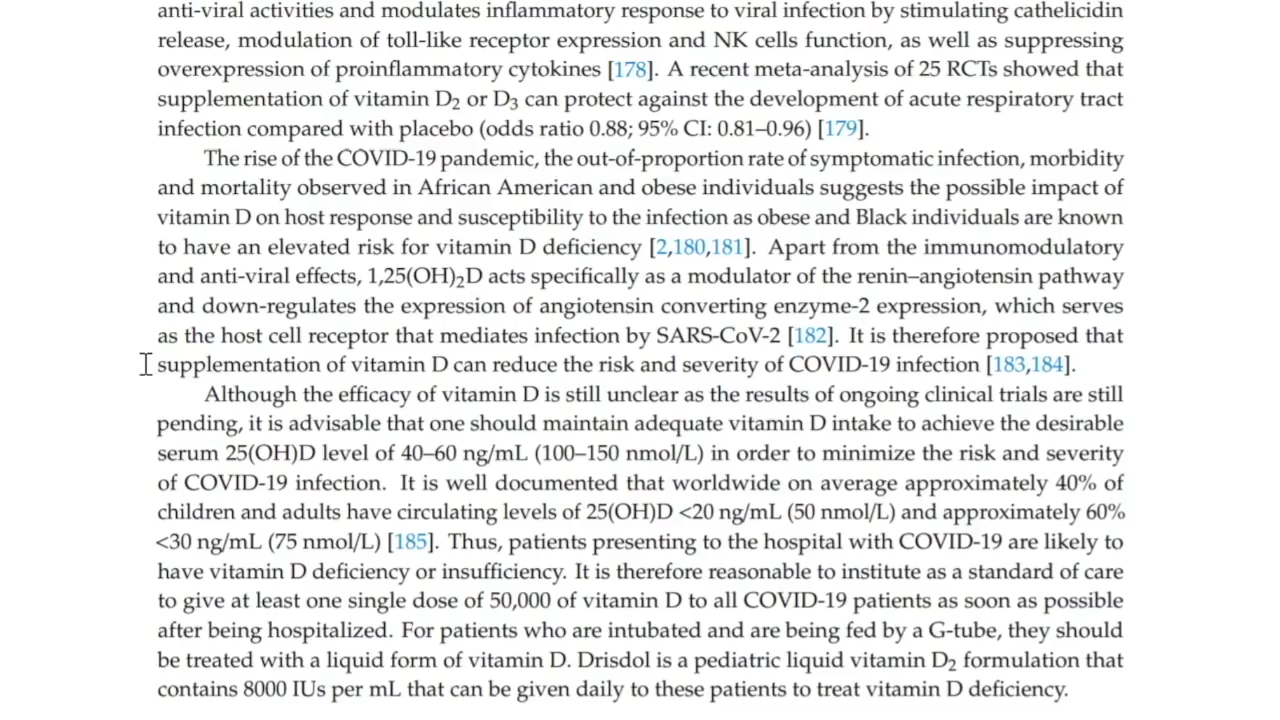 anti-viral activities and modulates inflammatory response to viral infection by stimulating cathelicidin
release, modulation of toll-like receptor expression and NK cells function, as well as suppressing
overexpression of proinflammatory cytokines [178]. A recent meta-analysis of 25 RCTs showed that
supplementation of vitamin D₂ or D₃ can protect against the development of acute respiratory tract
infection compared with placebo (odds ratio 0.88; 95% CI: 0.81–0.96) [179].
The rise of the COVID-19 pandemic, the out-of-proportion rate of symptomatic infection, morbidity
and mortality observed in African American and obese individuals suggests the possible impact of
vitamin D on host response and susceptibility to the infection as obese and Black individuals are known
to have an elevated risk for vitamin D deficiency [2,180,181]. Apart from the immunomodulatory
and anti-viral effects, 1,25(OH)₂D acts specifically as a modulator of the renin–angiotensin pathway
and down-regulates the expression of angiotensin converting enzyme-2 expression, which serves
as the host cell receptor that mediates infection by SARS-CoV-2 [182]. It is therefore proposed that
supplementation of vitamin D can reduce the risk and severity of COVID-19 infection [183,184].
Although the efficacy of vitamin D is still unclear as the results of ongoing clinical trials are still
pending, it is advisable that one should maintain adequate vitamin D intake to achieve the desirable
serum 25(OH)D level of 40–60 ng/mL (100–150 nmol/L) in order to minimize the risk and severity
of COVID-19 infection. It is well documented that worldwide on average approximately 40% of
children and adults have circulating levels of 25(OH)D <20 ng/mL (50 nmol/L) and approximately 60%
<30 ng/mL (75 nmol/L) [185]. Thus, patients presenting to the hospital with COVID-19 are likely to
have vitamin D deficiency or insufficiency. It is therefore reasonable to institute as a standard of care
to give at least one single dose of 50,000 of vitamin D to all COVID-19 patients as soon as possible
after being hospitalized. For patients who are intubated and are being fed by a G-tube, they should
be treated with a liquid form of vitamin D. Drisdol is a pediatric liquid vitamin D₂ formulation that
contains 8000 IUs per mL that can be given daily to these patients to treat vitamin D deficiency.